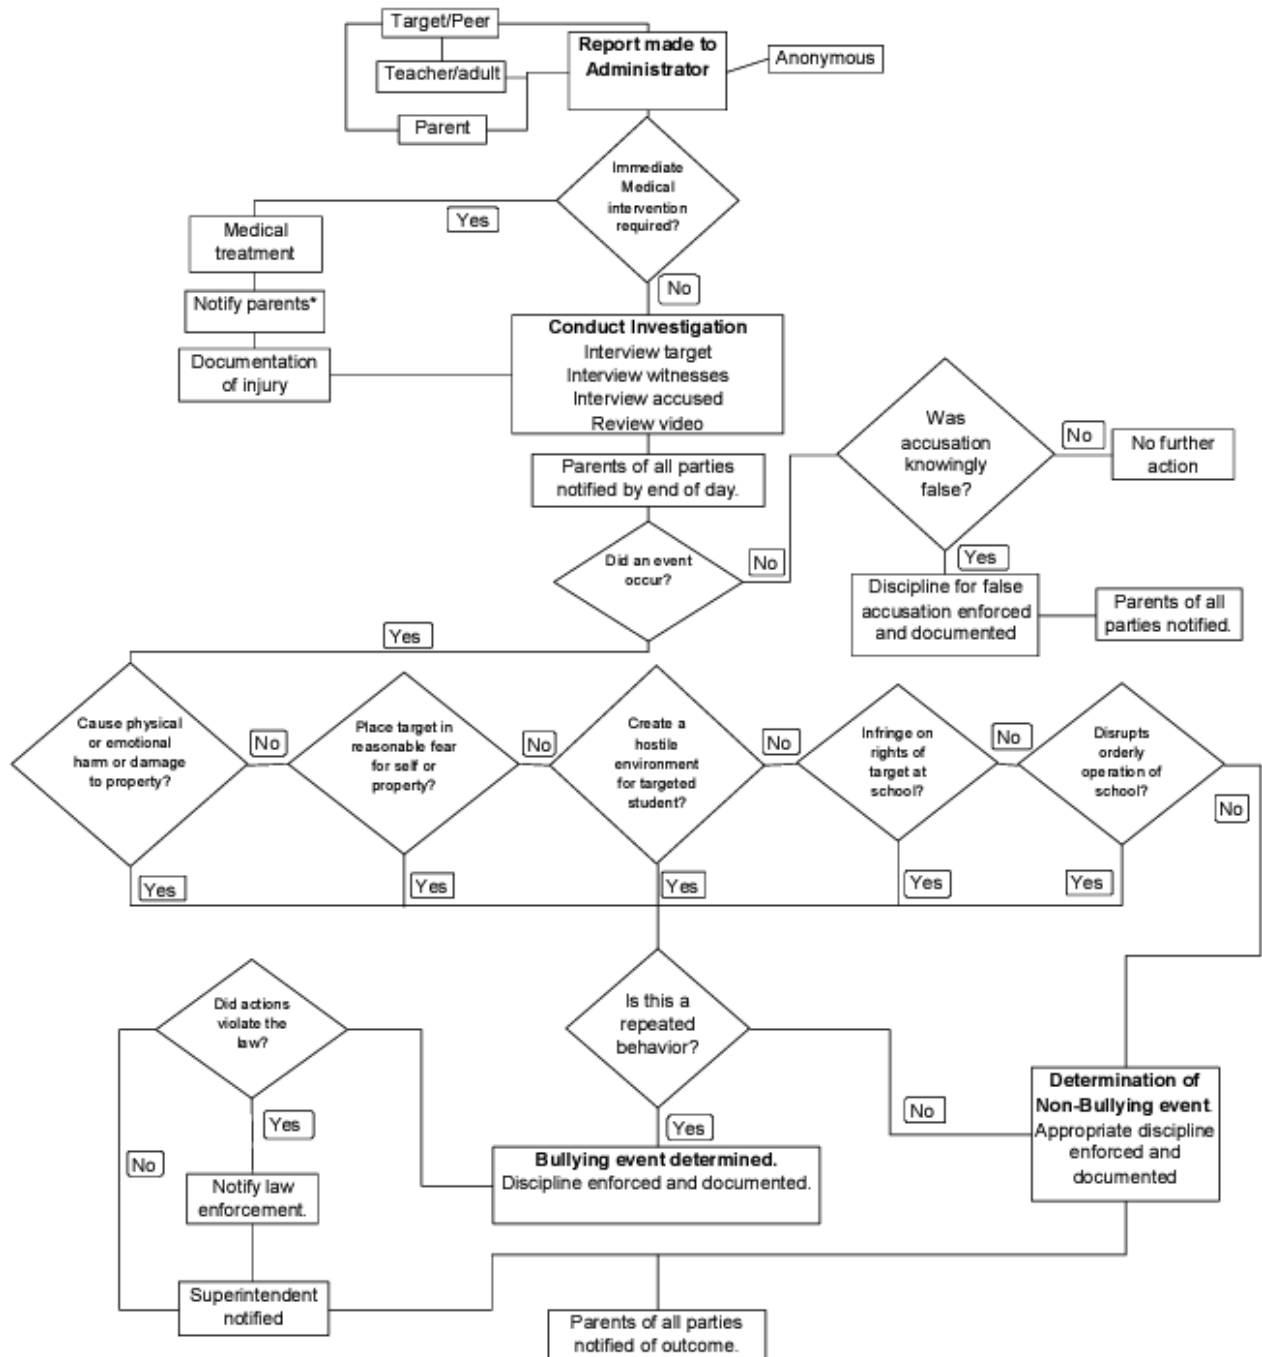 Target/Peer
Report made to
Administrator
Anonymous
Teacher/adult
Parent
Immediate
Medical
intervention
required?
Yes
Medical
treatment
No
Notify parents*
Conduct Investigation
Interview target
Interview witnesses
Interview accused
Review video
Documentation
of injury
Was
accusation
knowingly
false?
No
No further
action
Parents of all parties
notified by end of day.
Did an event
occur?
No
Yes
Discipline for false
accusation enforced
and documented
Parents of all
parties notified.
Yes
Cause physical
or emotional
harm or damage
to property?
No
Place target in
reasonable fear
for self or
property?
No
Create a
hostile
environment
for targeted
student?
No
Infringe on
rights of
target at
school?
No
Disrupts
orderly
operation of
school?
No
Yes
Yes
Yes
Yes
Yes
Did actions
violate the
law?
Is this a
repeated
behavior?
Determination of
Non-Bullying event.
Appropriate discipline
enforced and
documented
No
Yes
Yes
No
Bullying event determined.
Discipline enforced and documented.
Notify law
enforcement.
Superintendent
notified
Parents of all parties
notified of outcome.